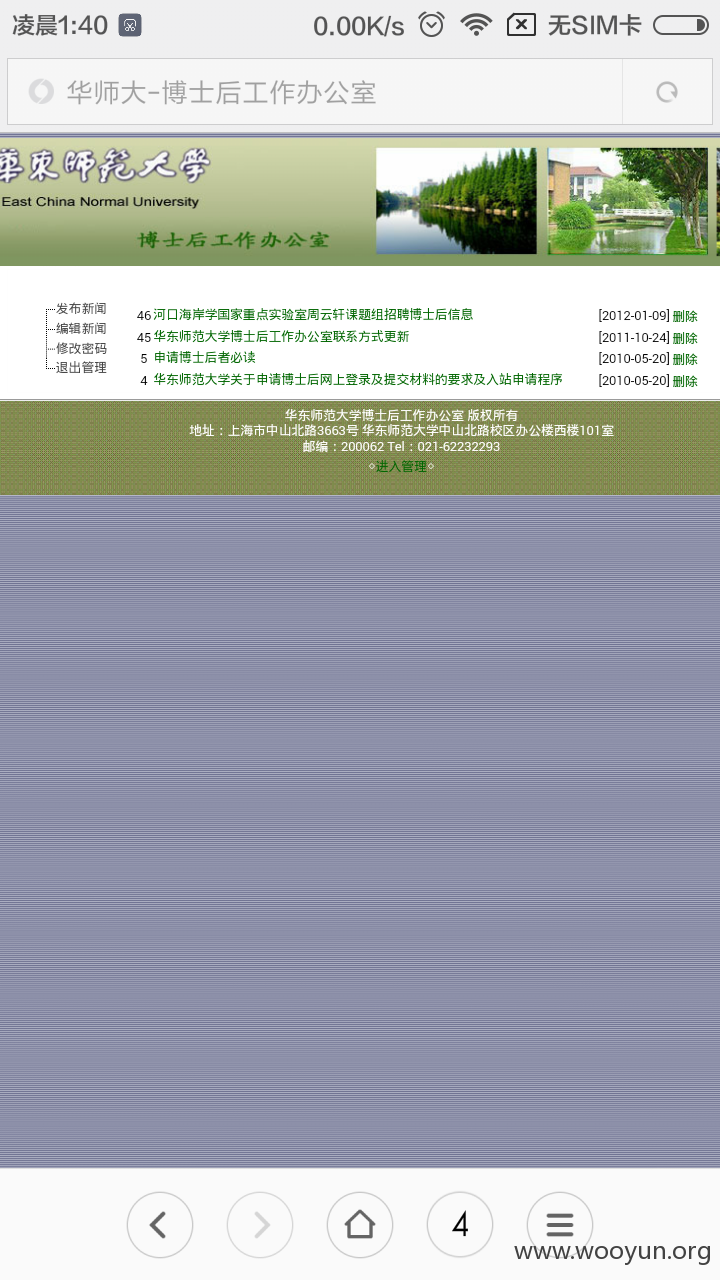 凌晨1:40 0.00K/s 无SIM卡
华师大-博士后工作办公室
華东师范大学
East China Normal University
博士后工作办公室
发布新闻
编辑新闻
修改密码
退出管理
46 河口海岸学国家重点实验室周云轩课题组招聘博士后信息 [2012-01-09] 删除
45 华东师范大学博士后工作办公室联系方式更新 [2011-10-24] 删除
5 申请博士后者必读 [2010-05-20] 删除
4 华东师范大学关于申请博士后网上登录及提交材料的要求及入站申请程序 [2010-05-20] 删除
华东师范大学博士后工作办公室 版权所有
地址：上海市中山北路3663号 华东师范大学中山北路校区办公楼西楼101室
邮编：200062 Tel：021-62232293
◇进入管理◇
4
www.wooyun.org